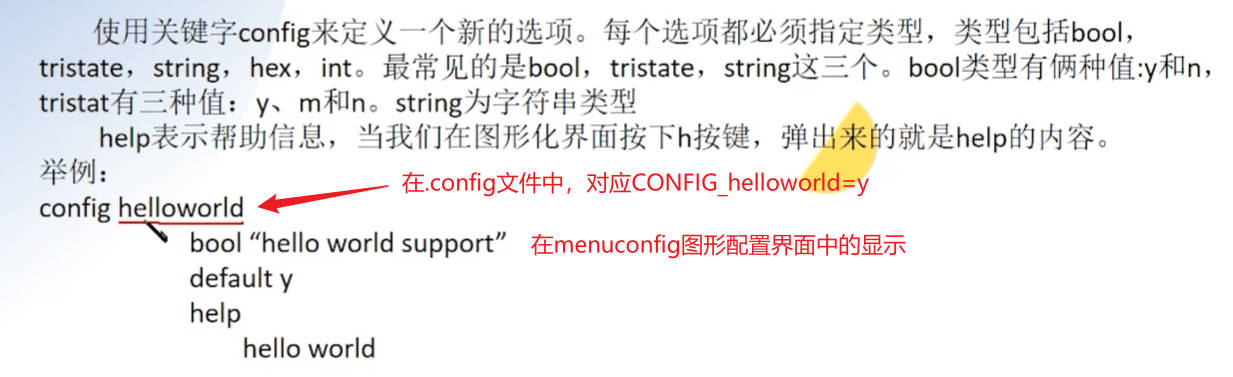 使用关键字config来定义一个新的选项。每个选项都必须指定类型，类型包括bool，
tristate，string，hex，int。最常见的是bool，tristate，string这三个。bool类型有俩种值:y和n，
tristat有三种值：y、m和n。string为字符串类型
help表示帮助信息，当我们在图形化界面按下h按键，弹出来的就是help的内容。
举例：
在.config文件中，对应CONFIG_helloworld=y
config helloworld
bool “hello world support” 在menuconfig图形配置界面中的显示
default y
help
hello world